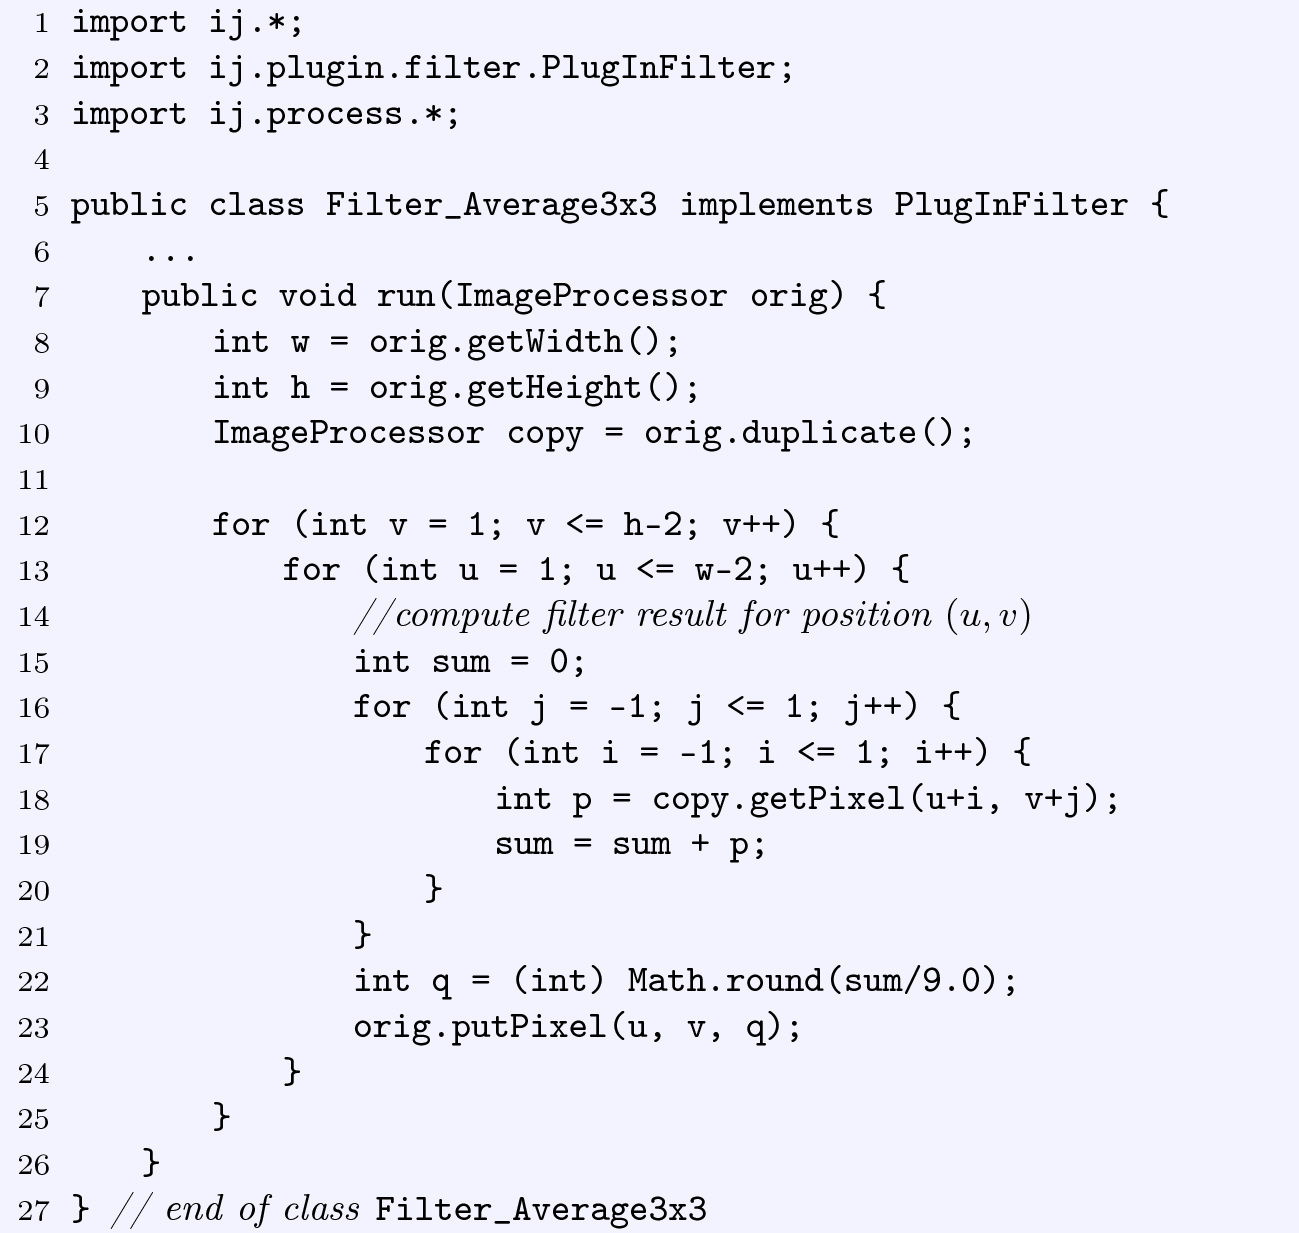 1 import ij.*;
2 import ij.plugin.filter.PlugInFilter;
3 import ij.process.*;
4
5 public class Filter_Average3x3 implements PlugInFilter {
6     ...
7     public void run(ImageProcessor orig) {
8         int w = orig.getWidth();
9         int h = orig.getHeight();
10         ImageProcessor copy = orig.duplicate();
11
12         for (int v = 1; v <= h-2; v++) {
13             for (int u = 1; u <= w-2; u++) {
14                 //compute filter result for position (u, v)
15                 int sum = 0;
16                 for (int j = -1; j <= 1; j++) {
17                     for (int i = -1; i <= 1; i++) {
18                         int p = copy.getPixel(u+i, v+j);
19                         sum = sum + p;
20                     }
21                 }
22                 int q = (int) Math.round(sum/9.0);
23                 orig.putPixel(u, v, q);
24             }
25         }
26     }
27 } // end of class Filter_Average3x3